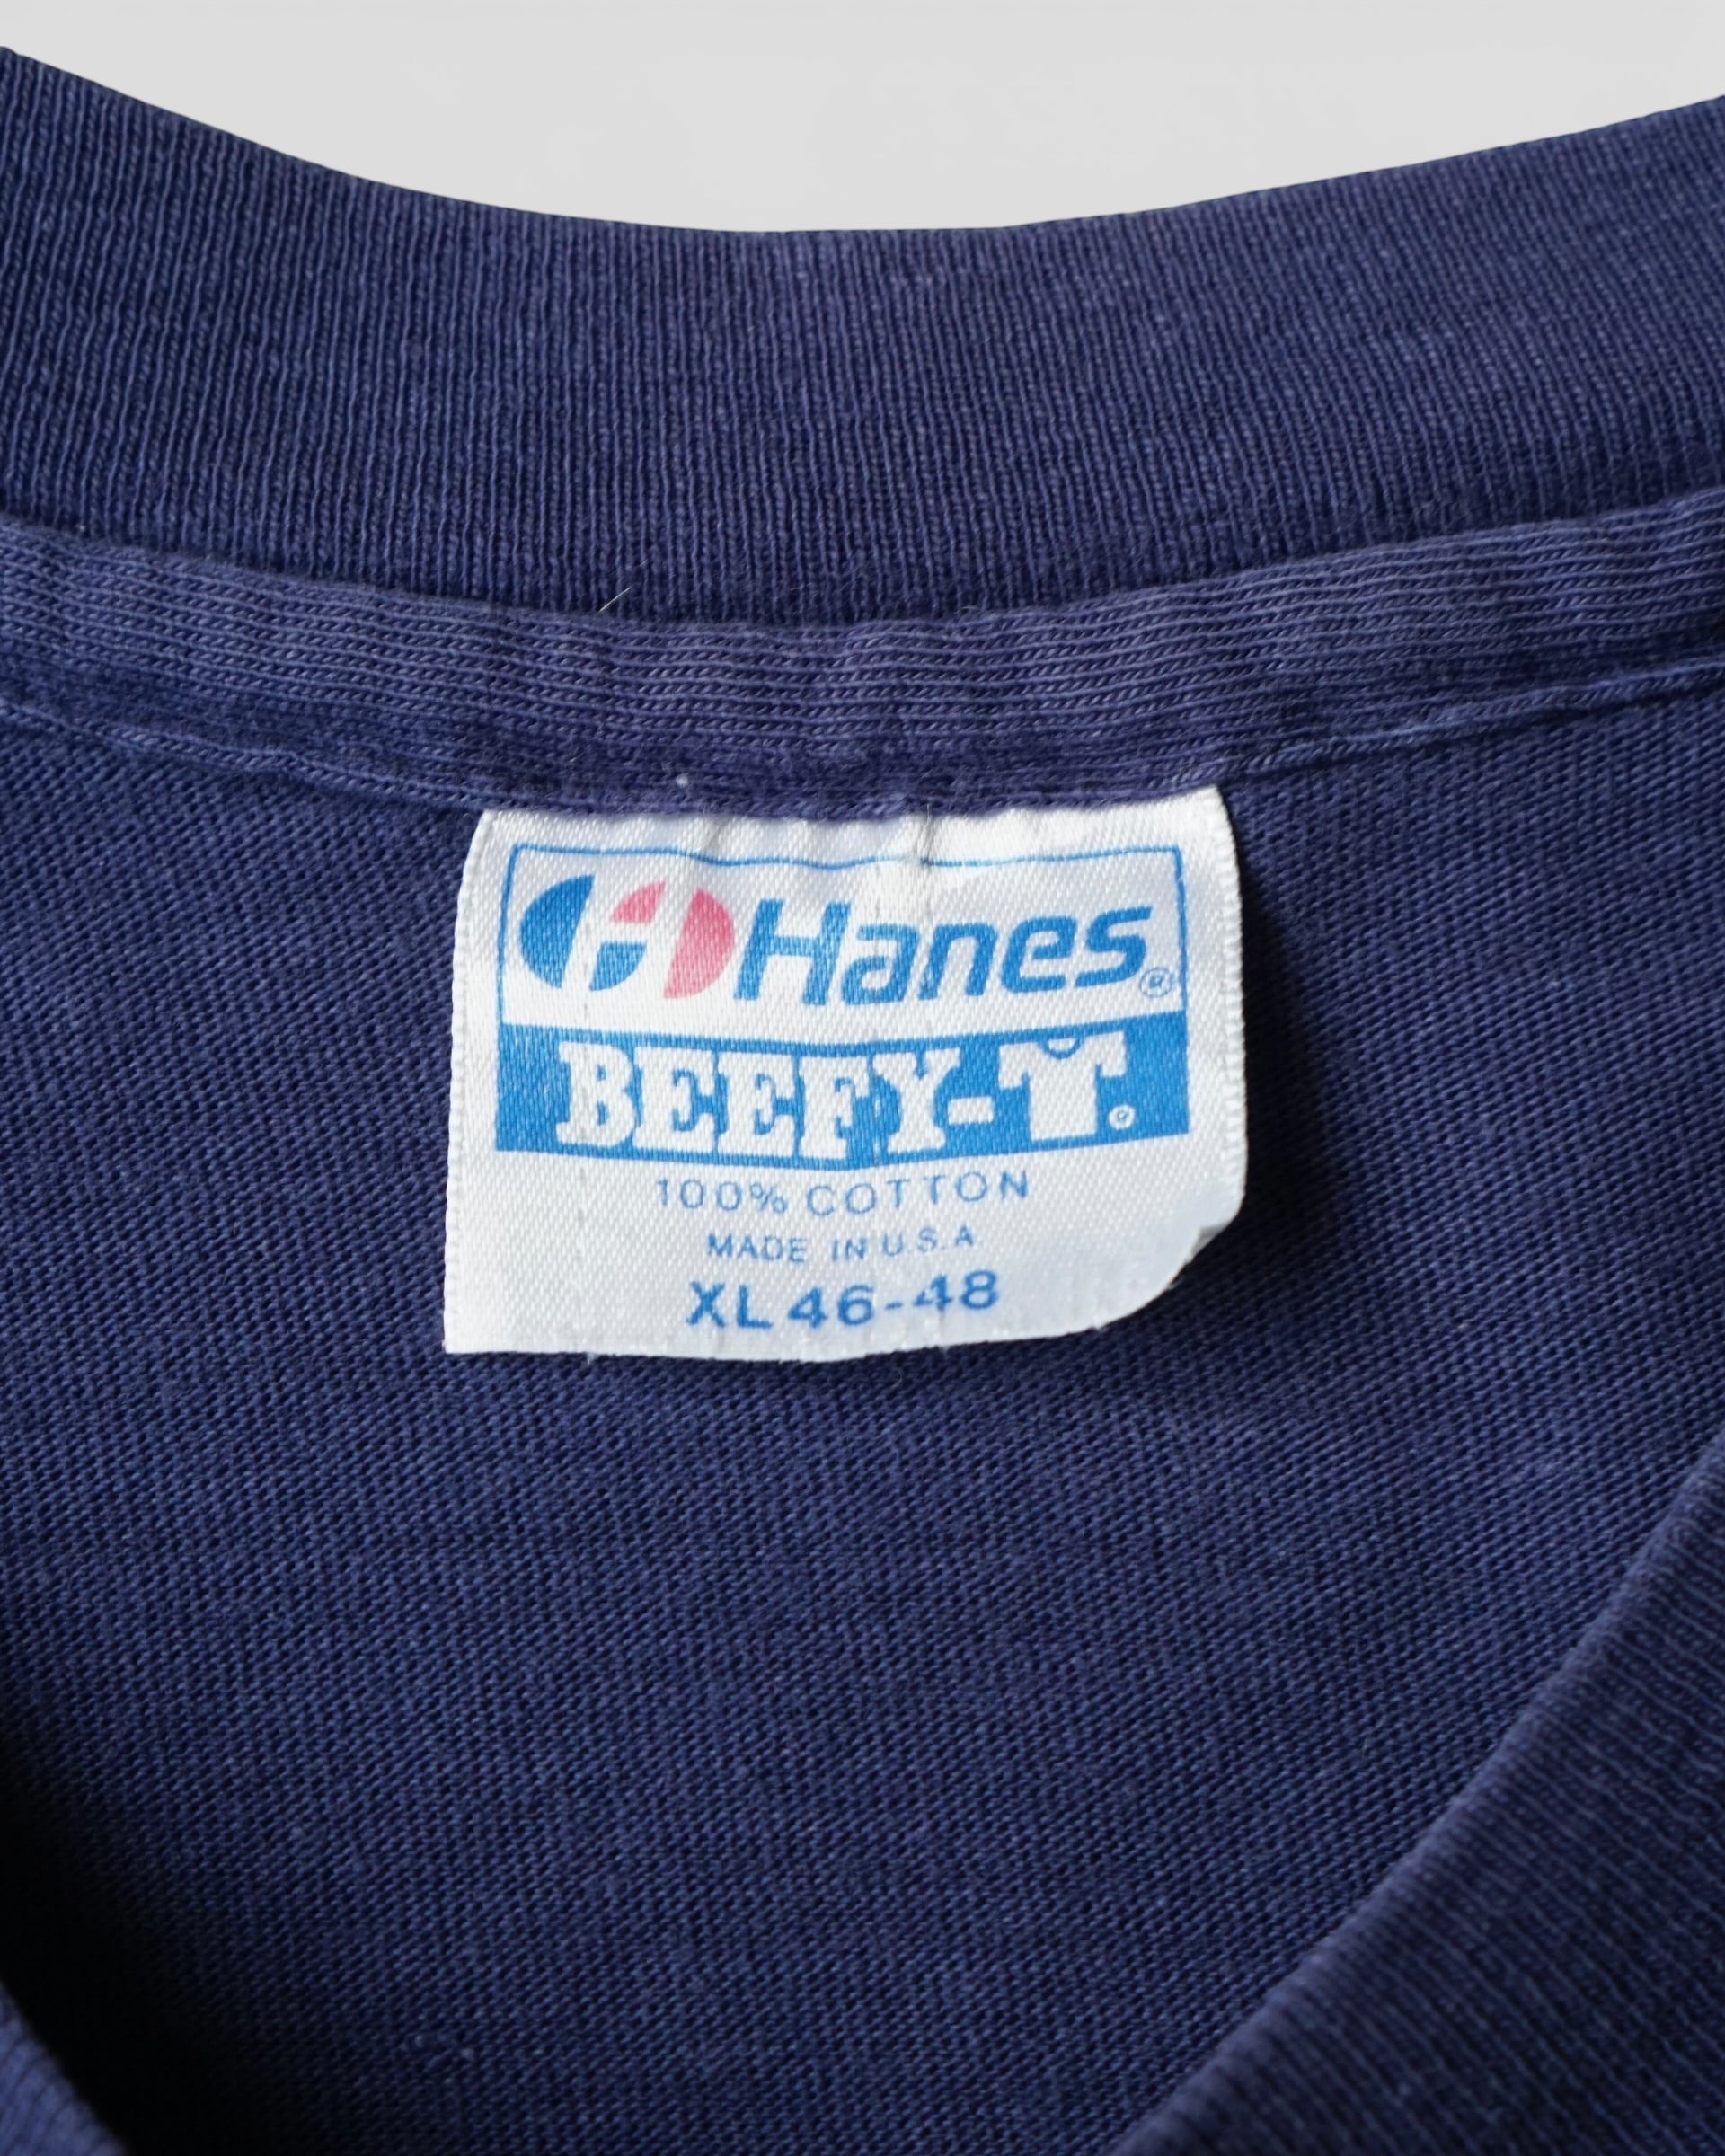 H Hanes®
BEEFY-T.®
100% COTTON
MADE IN U.S.A
XL 46-48